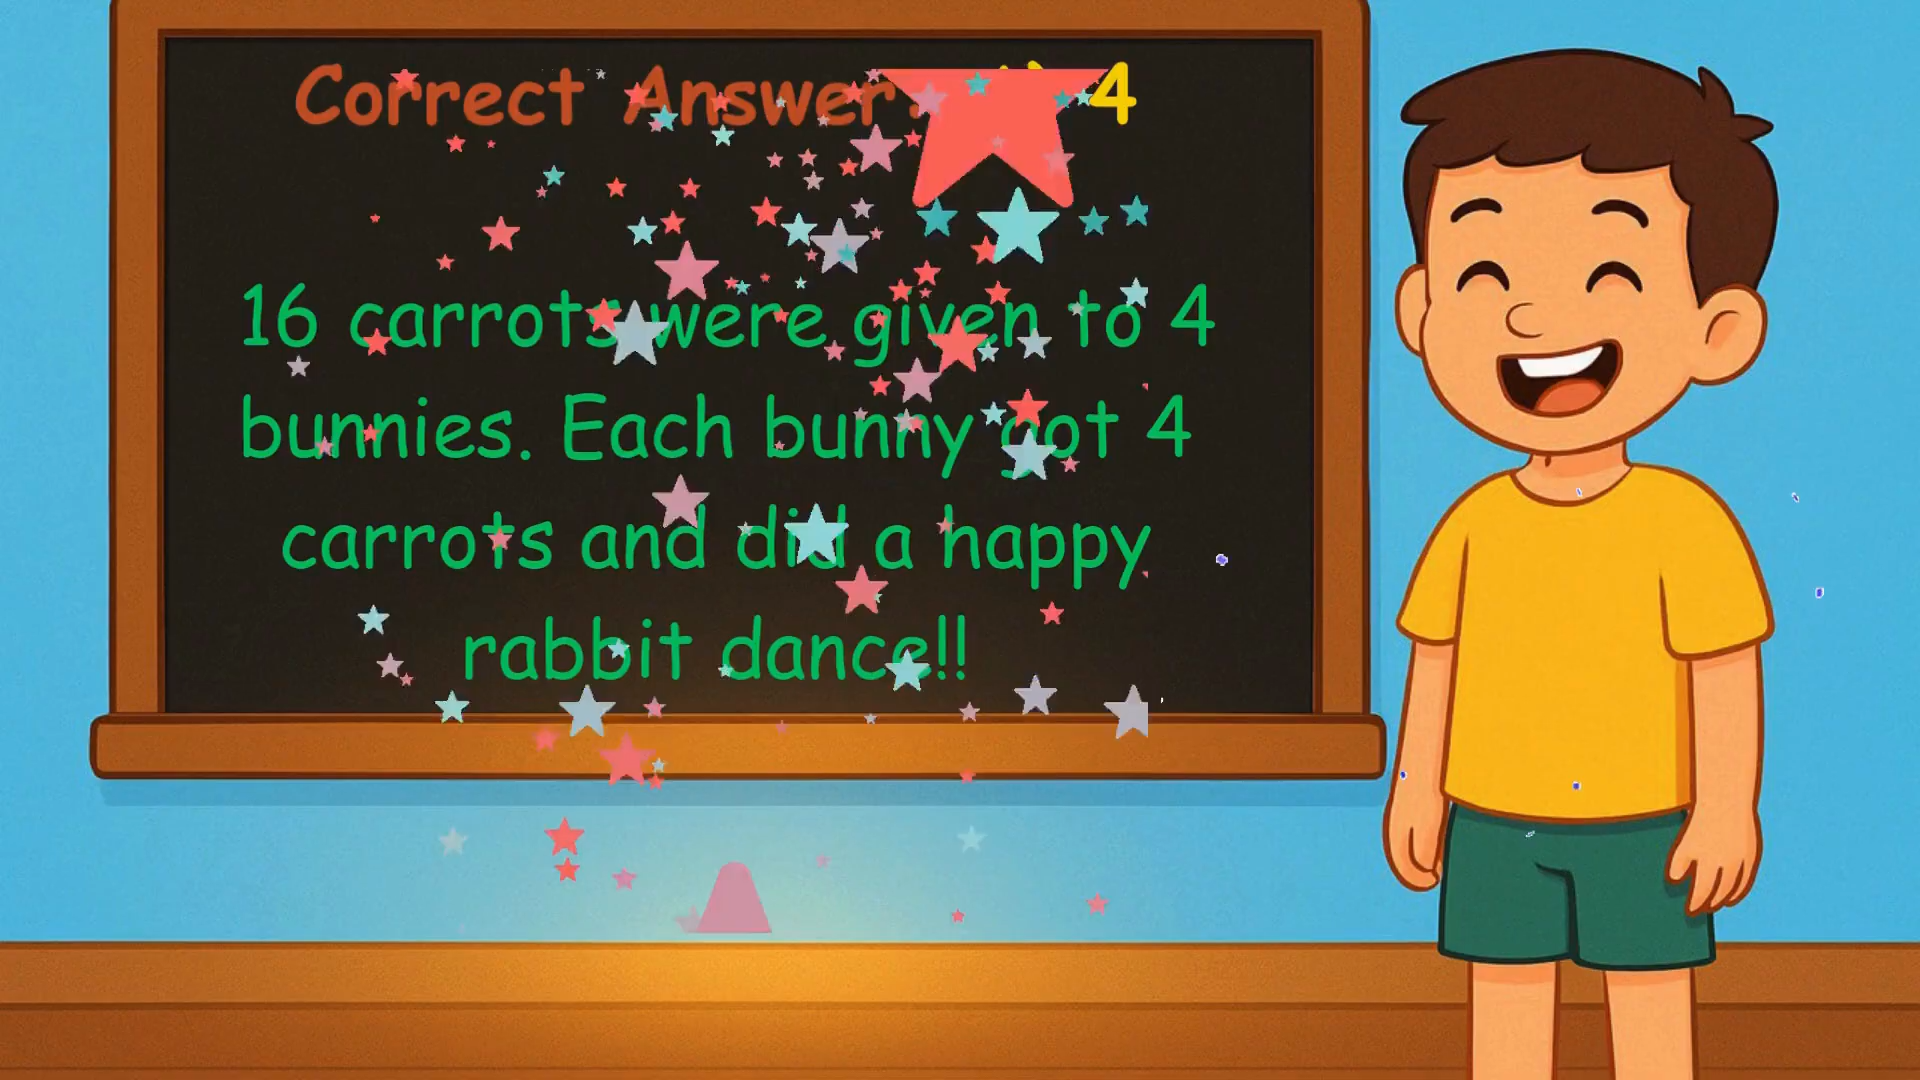 Correct Answer: 4
16 carrots were given to 4
bunnies. Each bunny got 4
carrots and did a happy
rabbit dance!!